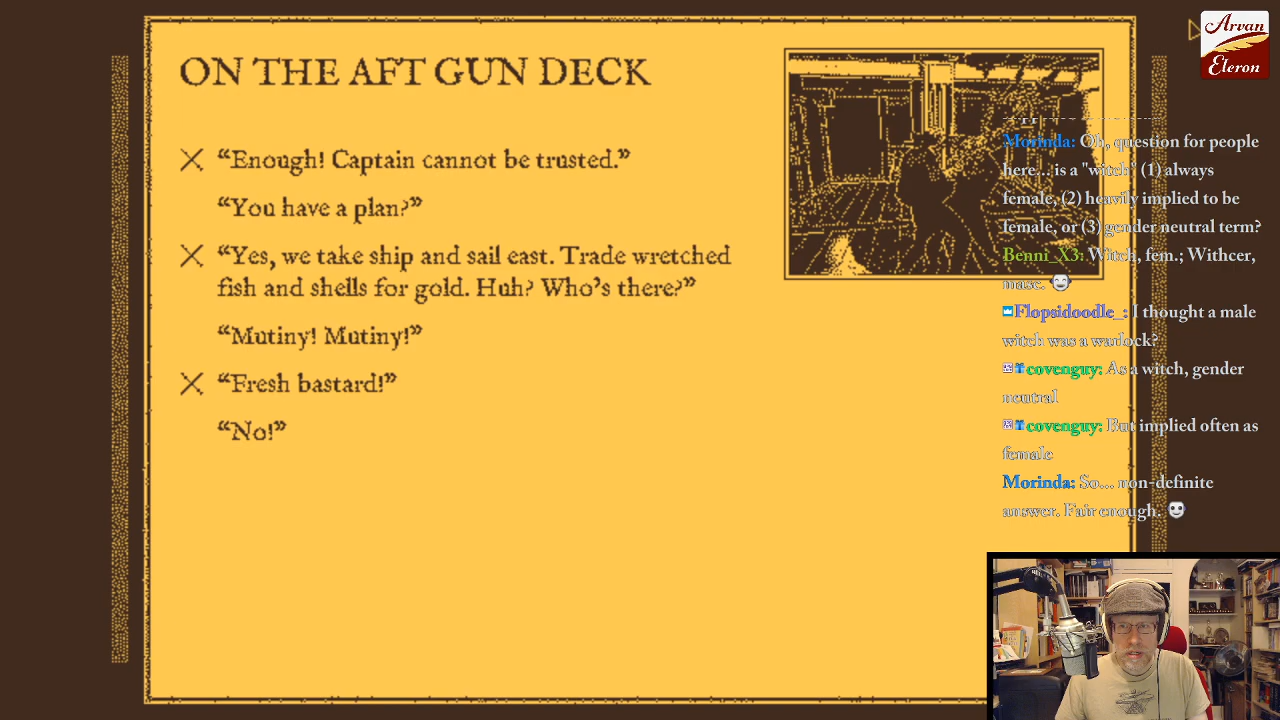 ON THE AFT GUN DECK
“Enough! Captain cannot be trusted.”
“You have a plan?”
“Yes, we take ship and sail east. Trade wretched
fish and shells for gold. Huh? Who’s there?”
“Mutiny! Mutiny!”
“Fresh bastard!”
“No!”
Arvan
Eleron
Morinda: Oh, question for people
here... is a "witch" (1) always
female, (2) heavily implied to be
female, or (3) gender neutral term?
Benni_X3: Witch, fem.; Withcer,
masc.
Flopsidoodle_: I thought a male
witch was a warlock?
covenguy: As a witch, gender
neutral
covenguy: But implied often as
female
Morinda: So... non-definite
answer. Fair enough.